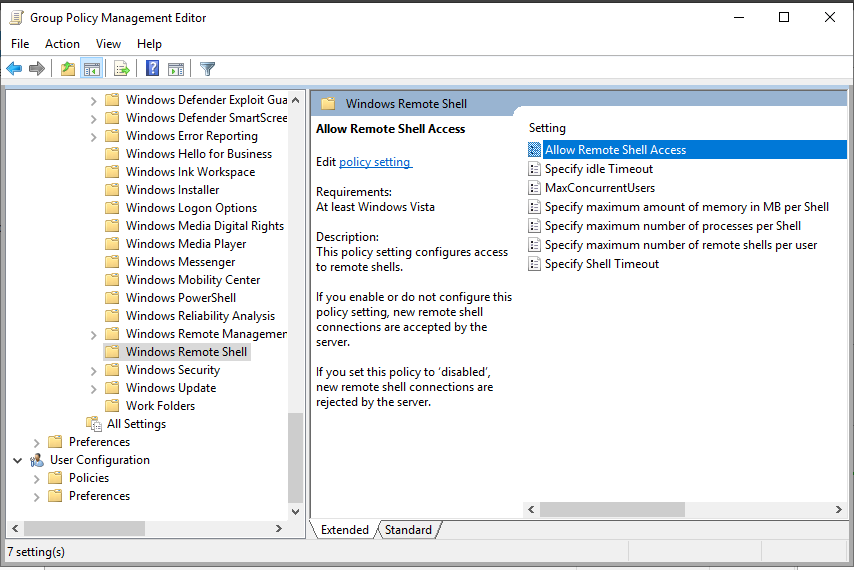 Group Policy Management Editor
File Action View Help
Windows Defender Exploit Gua
Windows Defender SmartScree
Windows Error Reporting
Windows Hello for Business
Windows Ink Workspace
Windows Installer
Windows Logon Options
Windows Media Digital Rights
Windows Media Player
Windows Messenger
Windows Mobility Center
Windows PowerShell
Windows Reliability Analysis
Windows Remote Managemen
Windows Remote Shell
Windows Security
Windows Update
Work Folders
All Settings
Preferences
User Configuration
Policies
Preferences
Windows Remote Shell
Allow Remote Shell Access
Edit policy setting
Requirements:
At least Windows Vista
Description:
This policy setting configures access
to remote shells.
If you enable or do not configure this
policy setting, new remote shell
connections are accepted by the
server.
If you set this policy to ‘disabled’,
new remote shell connections are
rejected by the server.
Setting
Allow Remote Shell Access
Specify idle Timeout
MaxConcurrentUsers
Specify maximum amount of memory in MB per Shell
Specify maximum number of processes per Shell
Specify maximum number of remote shells per user
Specify Shell Timeout
Extended Standard
7 setting(s)